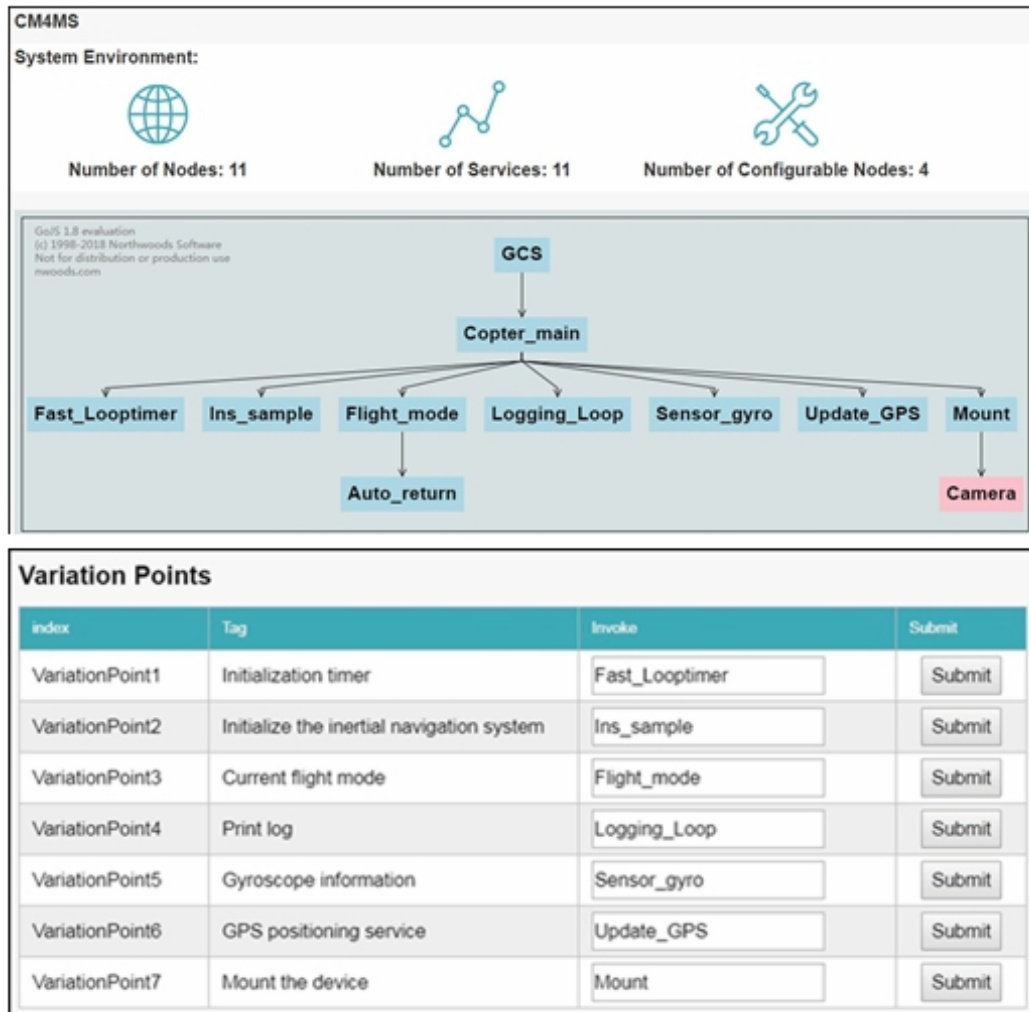 CM4MS
System Environment:
Number of Nodes: 11 Number of Services: 11 Number of Configurable Nodes: 4
GoJS 1.8 evaluation
(c) 1998-2018 Northwoods Software
Not for distribution or production use
nwoods.com
GCS
Copter_main
Fast_Looptimer Ins_sample Flight_mode Logging_Loop Sensor_gyro Update_GPS Mount
Auto_return Camera
Variation Points
index Tag Invoke Submit
VariationPoint1 Initialization timer Fast_Looptimer Submit
VariationPoint2 Initialize the inertial navigation system Ins_sample Submit
VariationPoint3 Current flight mode Flight_mode Submit
VariationPoint4 Print log Logging_Loop Submit
VariationPoint5 Gyroscope information Sensor_gyro Submit
VariationPoint6 GPS positioning service Update_GPS Submit
VariationPoint7 Mount the device Mount Submit